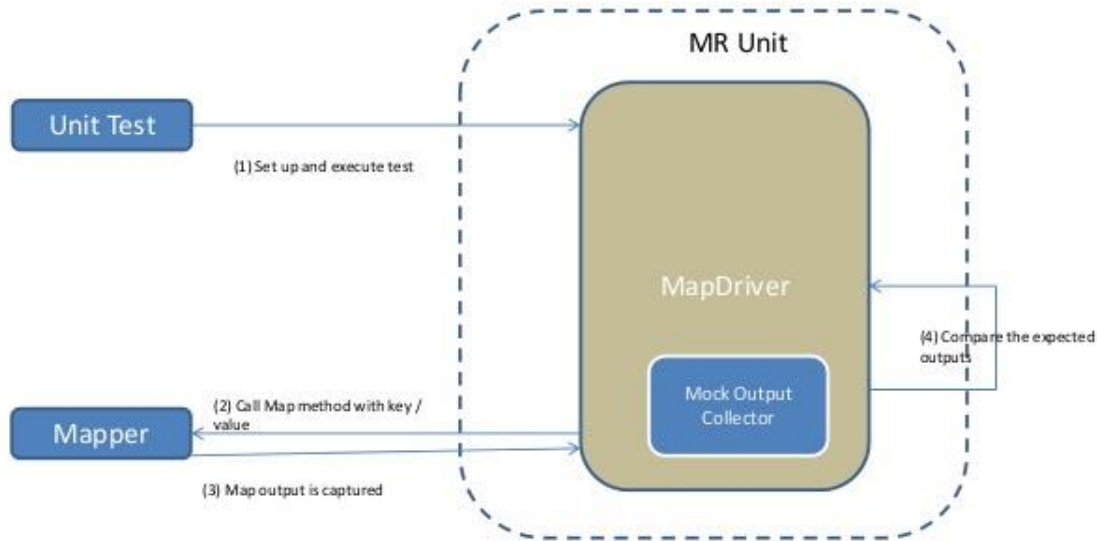 MR Unit
Unit Test
(1) Set up and execute test
MapDriver
(4) Compare the expected
outputs
Mock Output
Collector
(2) Call Map method with key /
value
Mapper
(3) Map output is captured